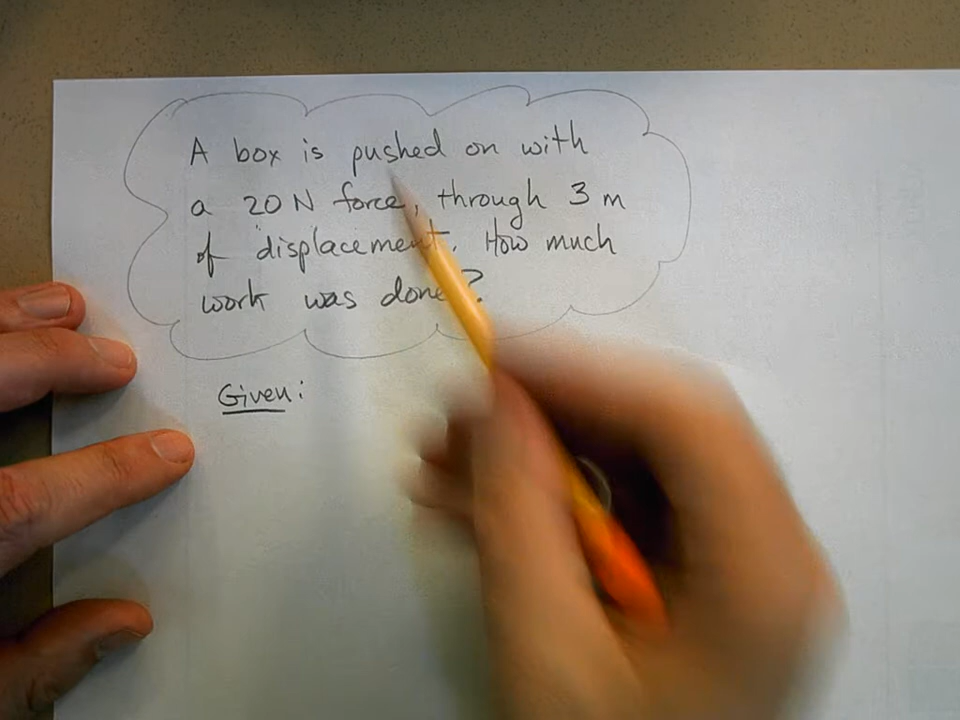 A box is pushed on with
a 20 N force, through 3 m
of displacement. How much
work was done?
Given: